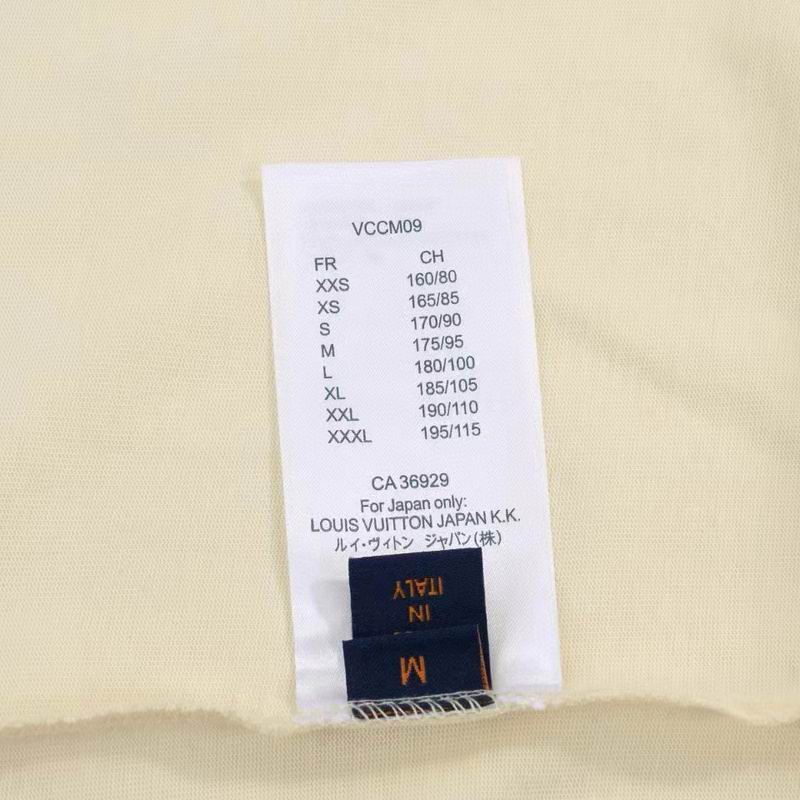 VCCM09
FR CH
XXS 160/80
XS 165/85
S 170/90
M 175/95
L 180/100
XL 185/105
XXL 190/110
XXXL 195/115
CA 36929
For Japan only:
LOUIS VUITTON JAPAN K.K.
ルイ・ヴィトン ジャパン(株)
IN
ITALY
M